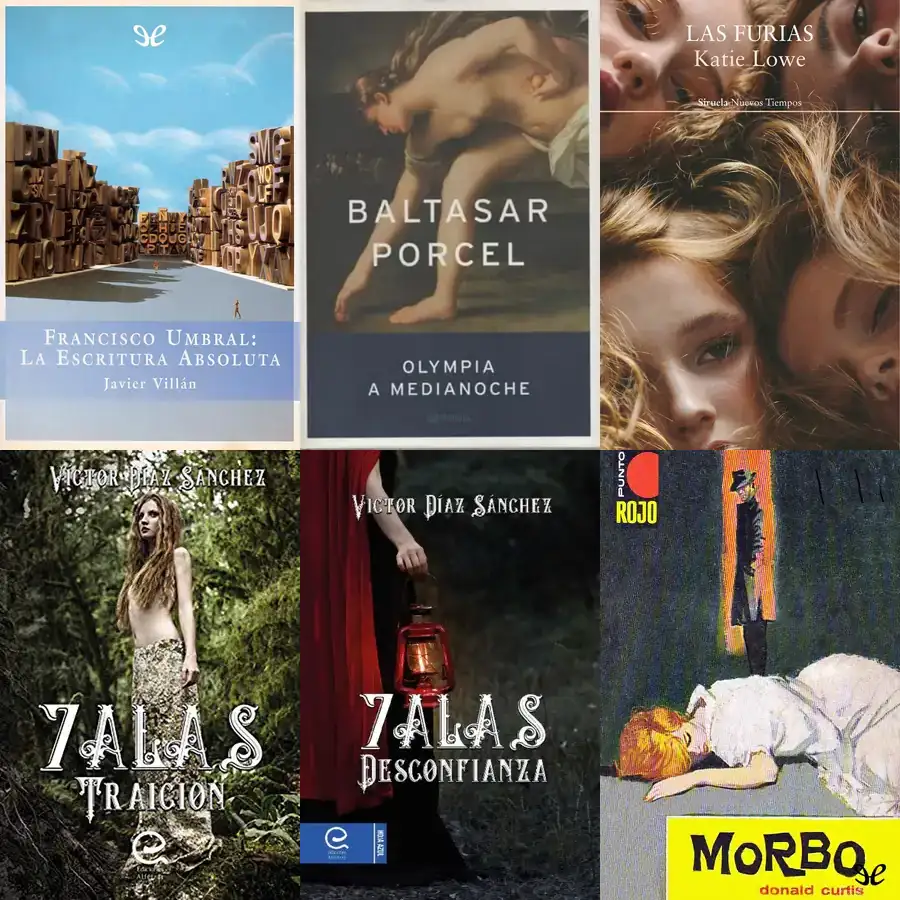 FRANCISCO UMBRAL:
LA ESCRITURA ABSOLUTA
Javier Villán
BALTASAR
PORCEL
OLYMPIA
A MEDIANOCHE
LAS FURIAS
Katie Lowe
Siruela Nuevos Tiempos
VÍCTOR DÍAZ SÁNCHEZ
7ALAS
TRAICIÓN
VÍCTOR DÍAZ SÁNCHEZ
7ALAS
DESCONFIANZA
PUNTO
ROJO
MORBO
donald curtis